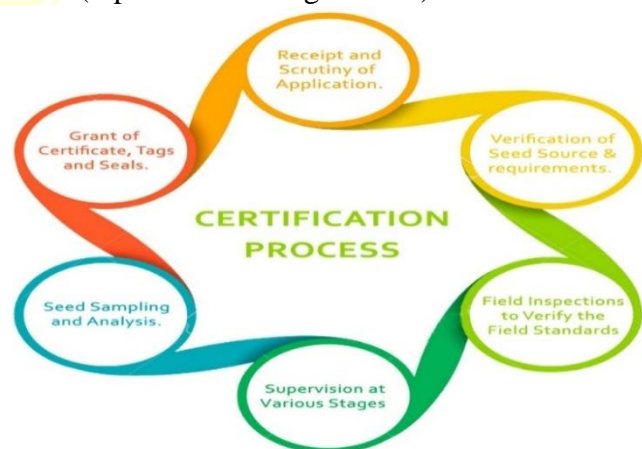 Receipt and
Scrutiny of
Application.
Verification of
Seed Source &
requirements.
Field Inspections
to Verify the
Field Standards
Supervision at
Various Stages
Seed Sampling
and Analysis.
Grant of
Certificate, Tags
and Seals.
CERTIFICATION
PROCESS